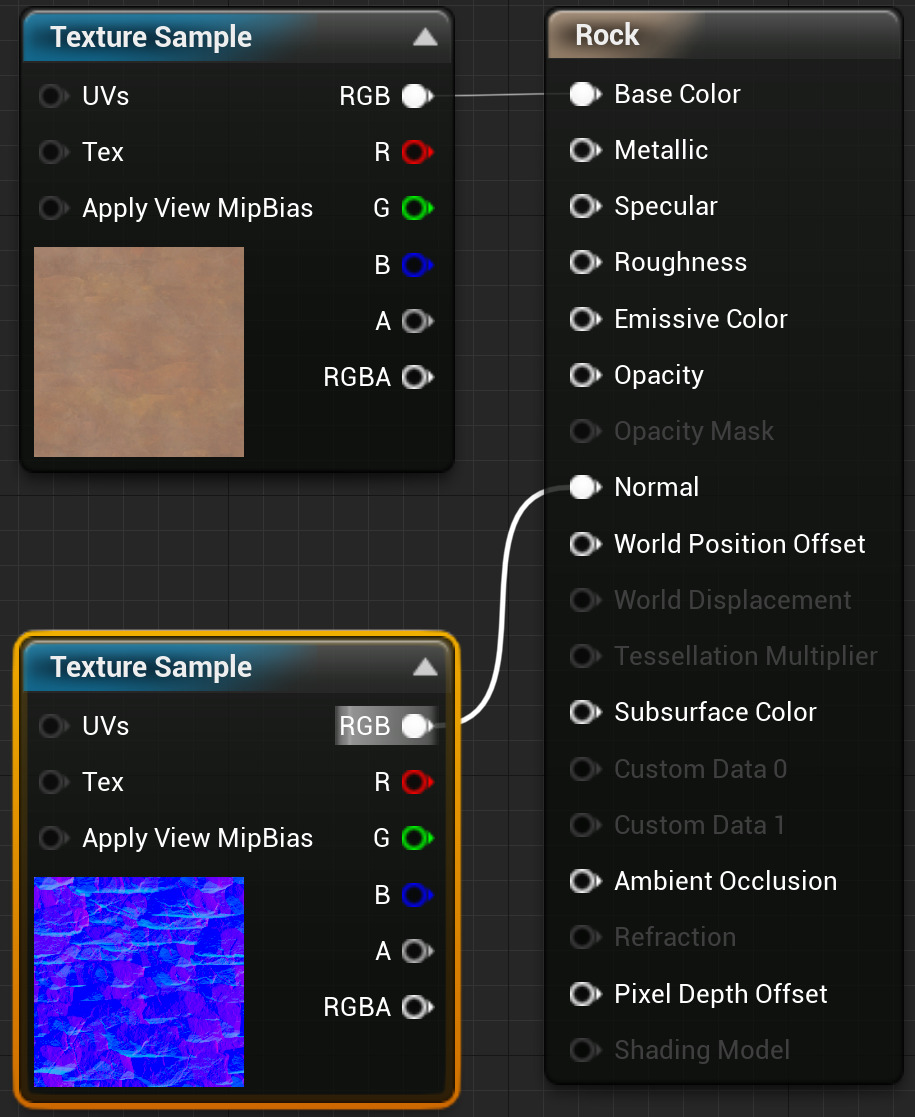 Texture Sample
UVs
RGB
Tex
R
Apply View MipBias
G
B
A
RGBA
Rock
Base Color
Metallic
Specular
Roughness
Emissive Color
Opacity
Opacity Mask
Normal
World Position Offset
World Displacement
Tessellation Multiplier
Subsurface Color
Custom Data 0
Custom Data 1
Ambient Occlusion
Refraction
Pixel Depth Offset
Shading Model
Texture Sample
UVs
RGB
Tex
R
Apply View MipBias
G
B
A
RGBA